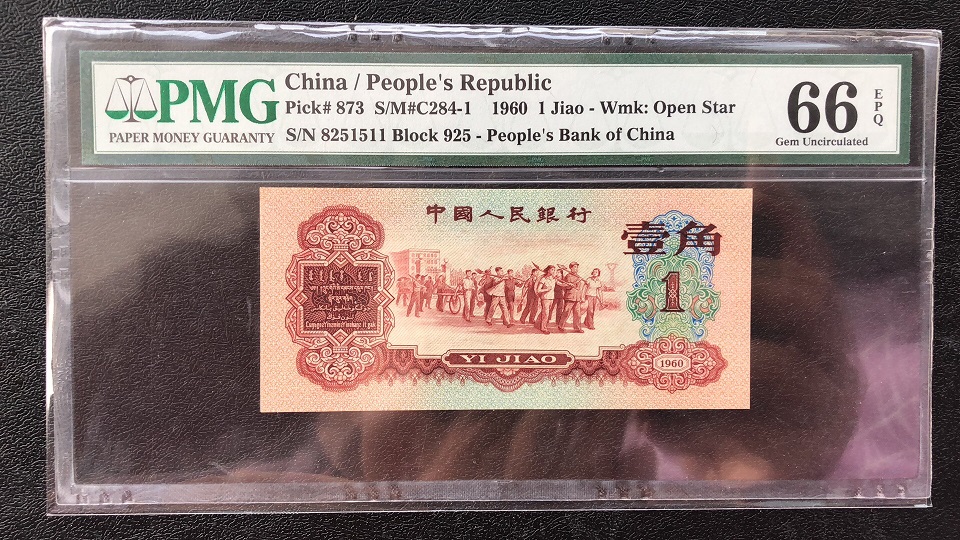 PMG
PAPER MONEY GUARANTY
China / People's Republic
Pick# 873 S/M#C284-1 1960 1 Jiao - Wmk: Open Star
S/N 8251511 Block 925 - People's Bank of China
66
EPQ
Gem Uncirculated
中國人民銀行
壹角
1
YI JIAO
1960